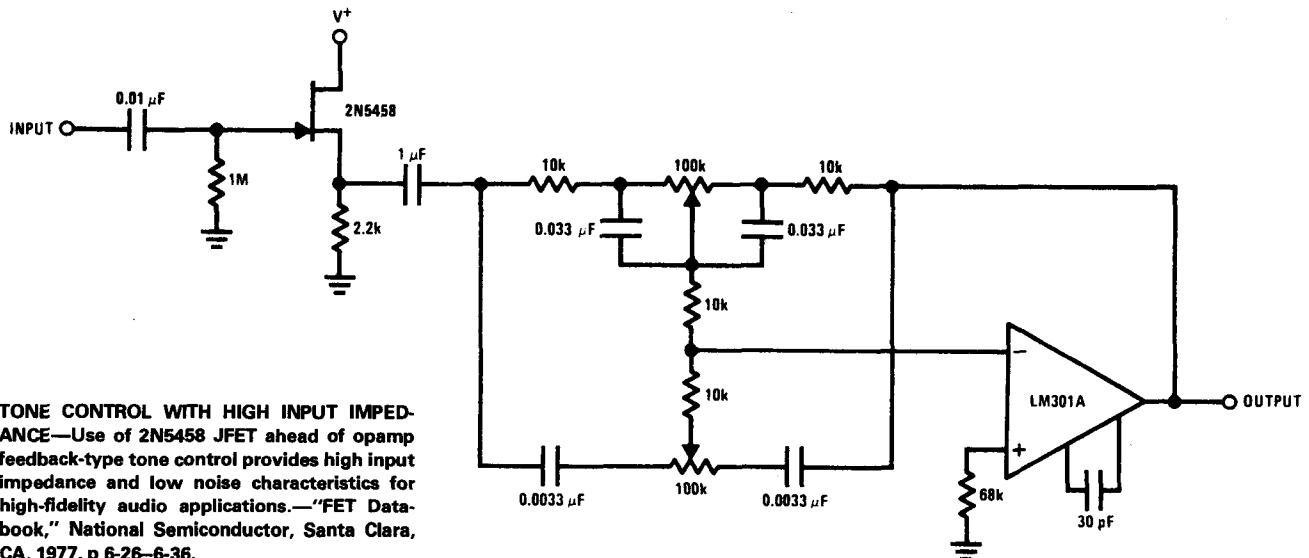 V+
0.01 µF
2N5458
INPUT
1M
1 µF
2.2k
10k
100k
10k
0.033 µF
0.033 µF
10k
10k
−
LM301A
+
OUTPUT
0.0033 µF
100k
0.0033 µF
68k
30 pF
TONE CONTROL WITH HIGH INPUT IMPED-
ANCE—Use of 2N5458 JFET ahead of opamp
feedback-type tone control provides high input
impedance and low noise characteristics for
high-fidelity audio applications.—"FET Data-
book," National Semiconductor, Santa Clara,
CA, 1977, p 6-26–6-36.